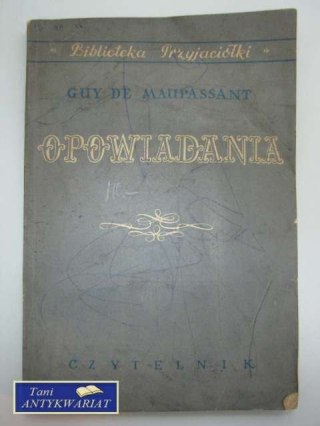 Biblioteka Przyjaciółki
GUY DE MAUPASSANT
OPOWIADANIA
CZYTELNIK
Tani
ANTYKWARIAT